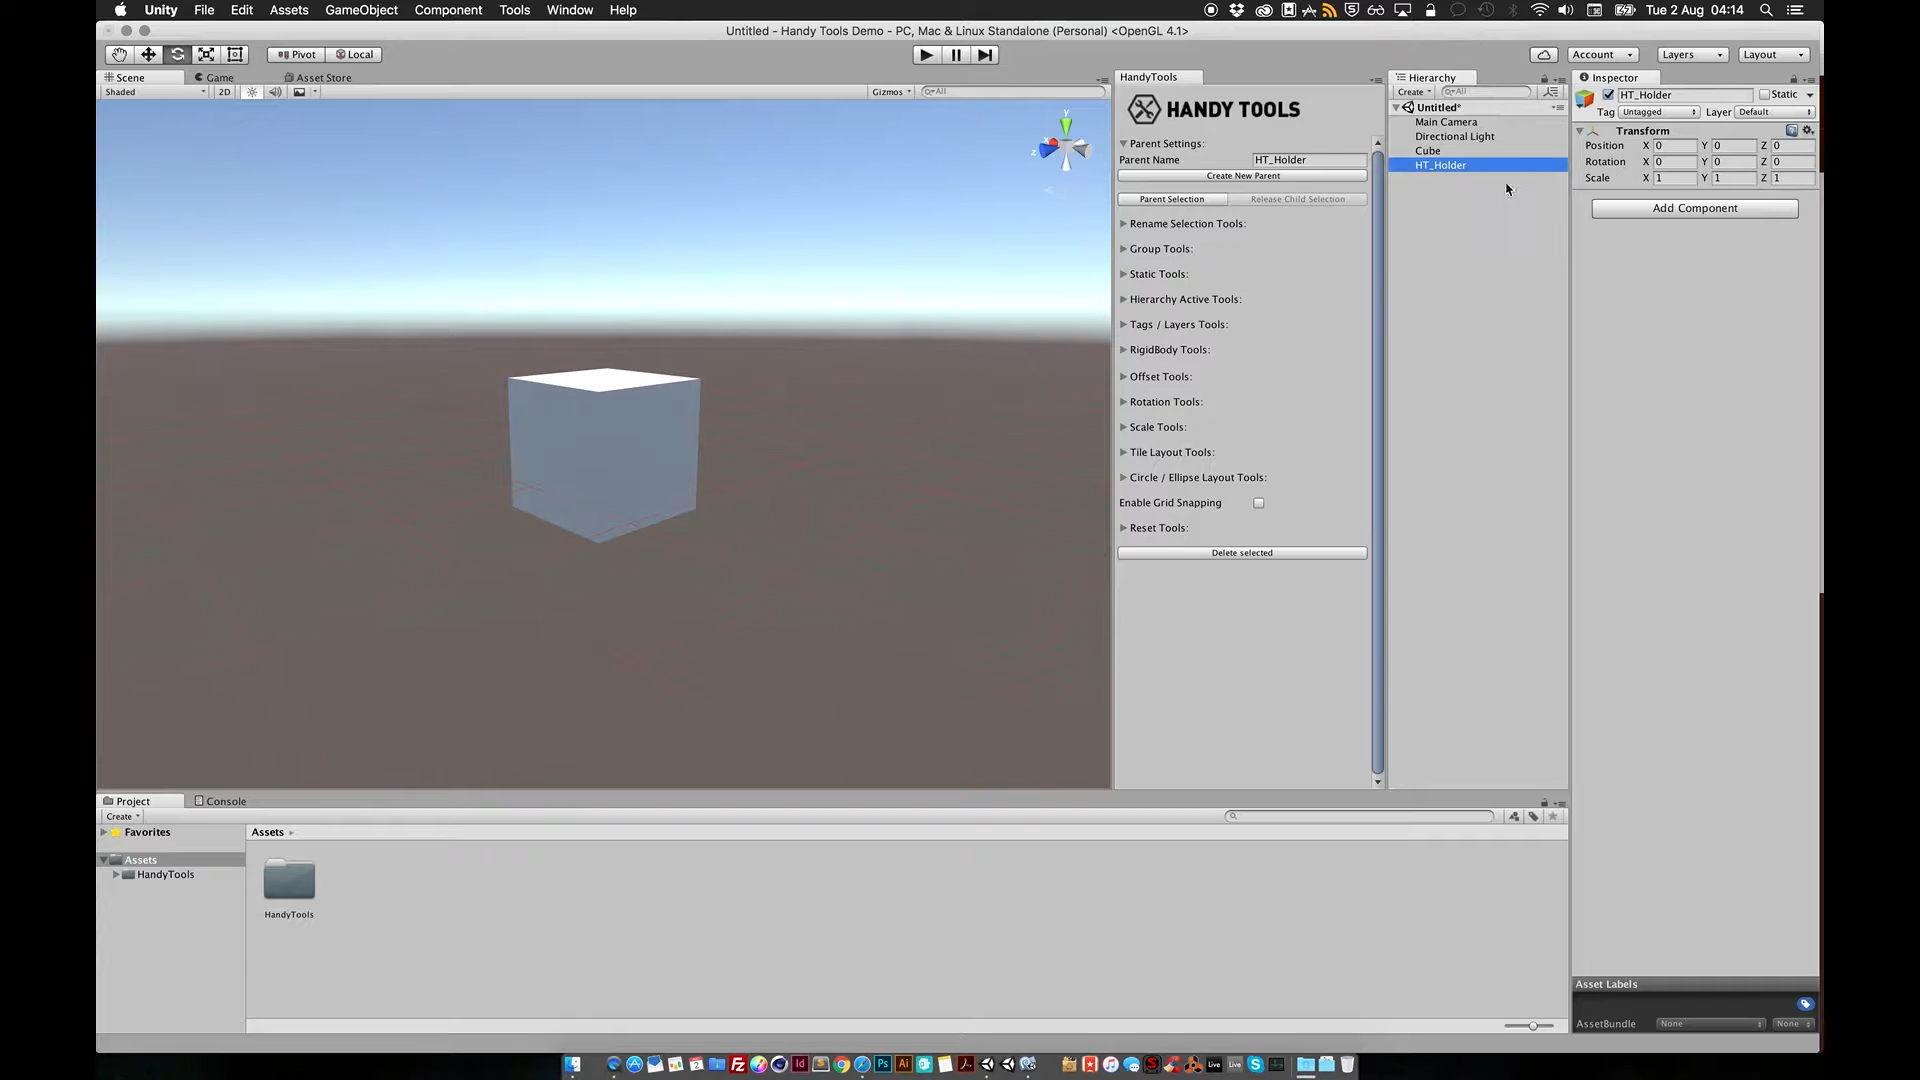 Unity File Edit Assets GameObject Component Tools Window Help Tue 2 Aug 04:14
Untitled - Handy Tools Demo - PC, Mac & Linux Standalone (Personal) <OpenGL 4.1>
Pivot Local Account Layers Layout
Scene Game Asset Store
Shaded 2D Gizmos All
y
x
z
HandyTools
HANDY TOOLS
Parent Settings:
Parent Name HT_Holder
Create New Parent
Parent Selection Release Child Selection
Rename Selection Tools:
Group Tools:
Static Tools:
Hierarchy Active Tools:
Tags / Layers Tools:
RigidBody Tools:
Offset Tools:
Rotation Tools:
Scale Tools:
Tile Layout Tools:
Circle / Ellipse Layout Tools:
Enable Grid Snapping
Reset Tools:
Delete selected
Hierarchy
Create All
Untitled*
Main Camera
Directional Light
Cube
HT_Holder
Inspector
HT_Holder Static
Tag Untagged Layer Default
Transform
Position X 0 Y 0 Z 0
Rotation X 0 Y 0 Z 0
Scale X 1 Y 1 Z 1
Add Component
Project Console
Create
Favorites
Assets
HandyTools
Assets
HandyTools
Asset Labels
AssetBundle None None
Fz Id Ps Ai Live Live S